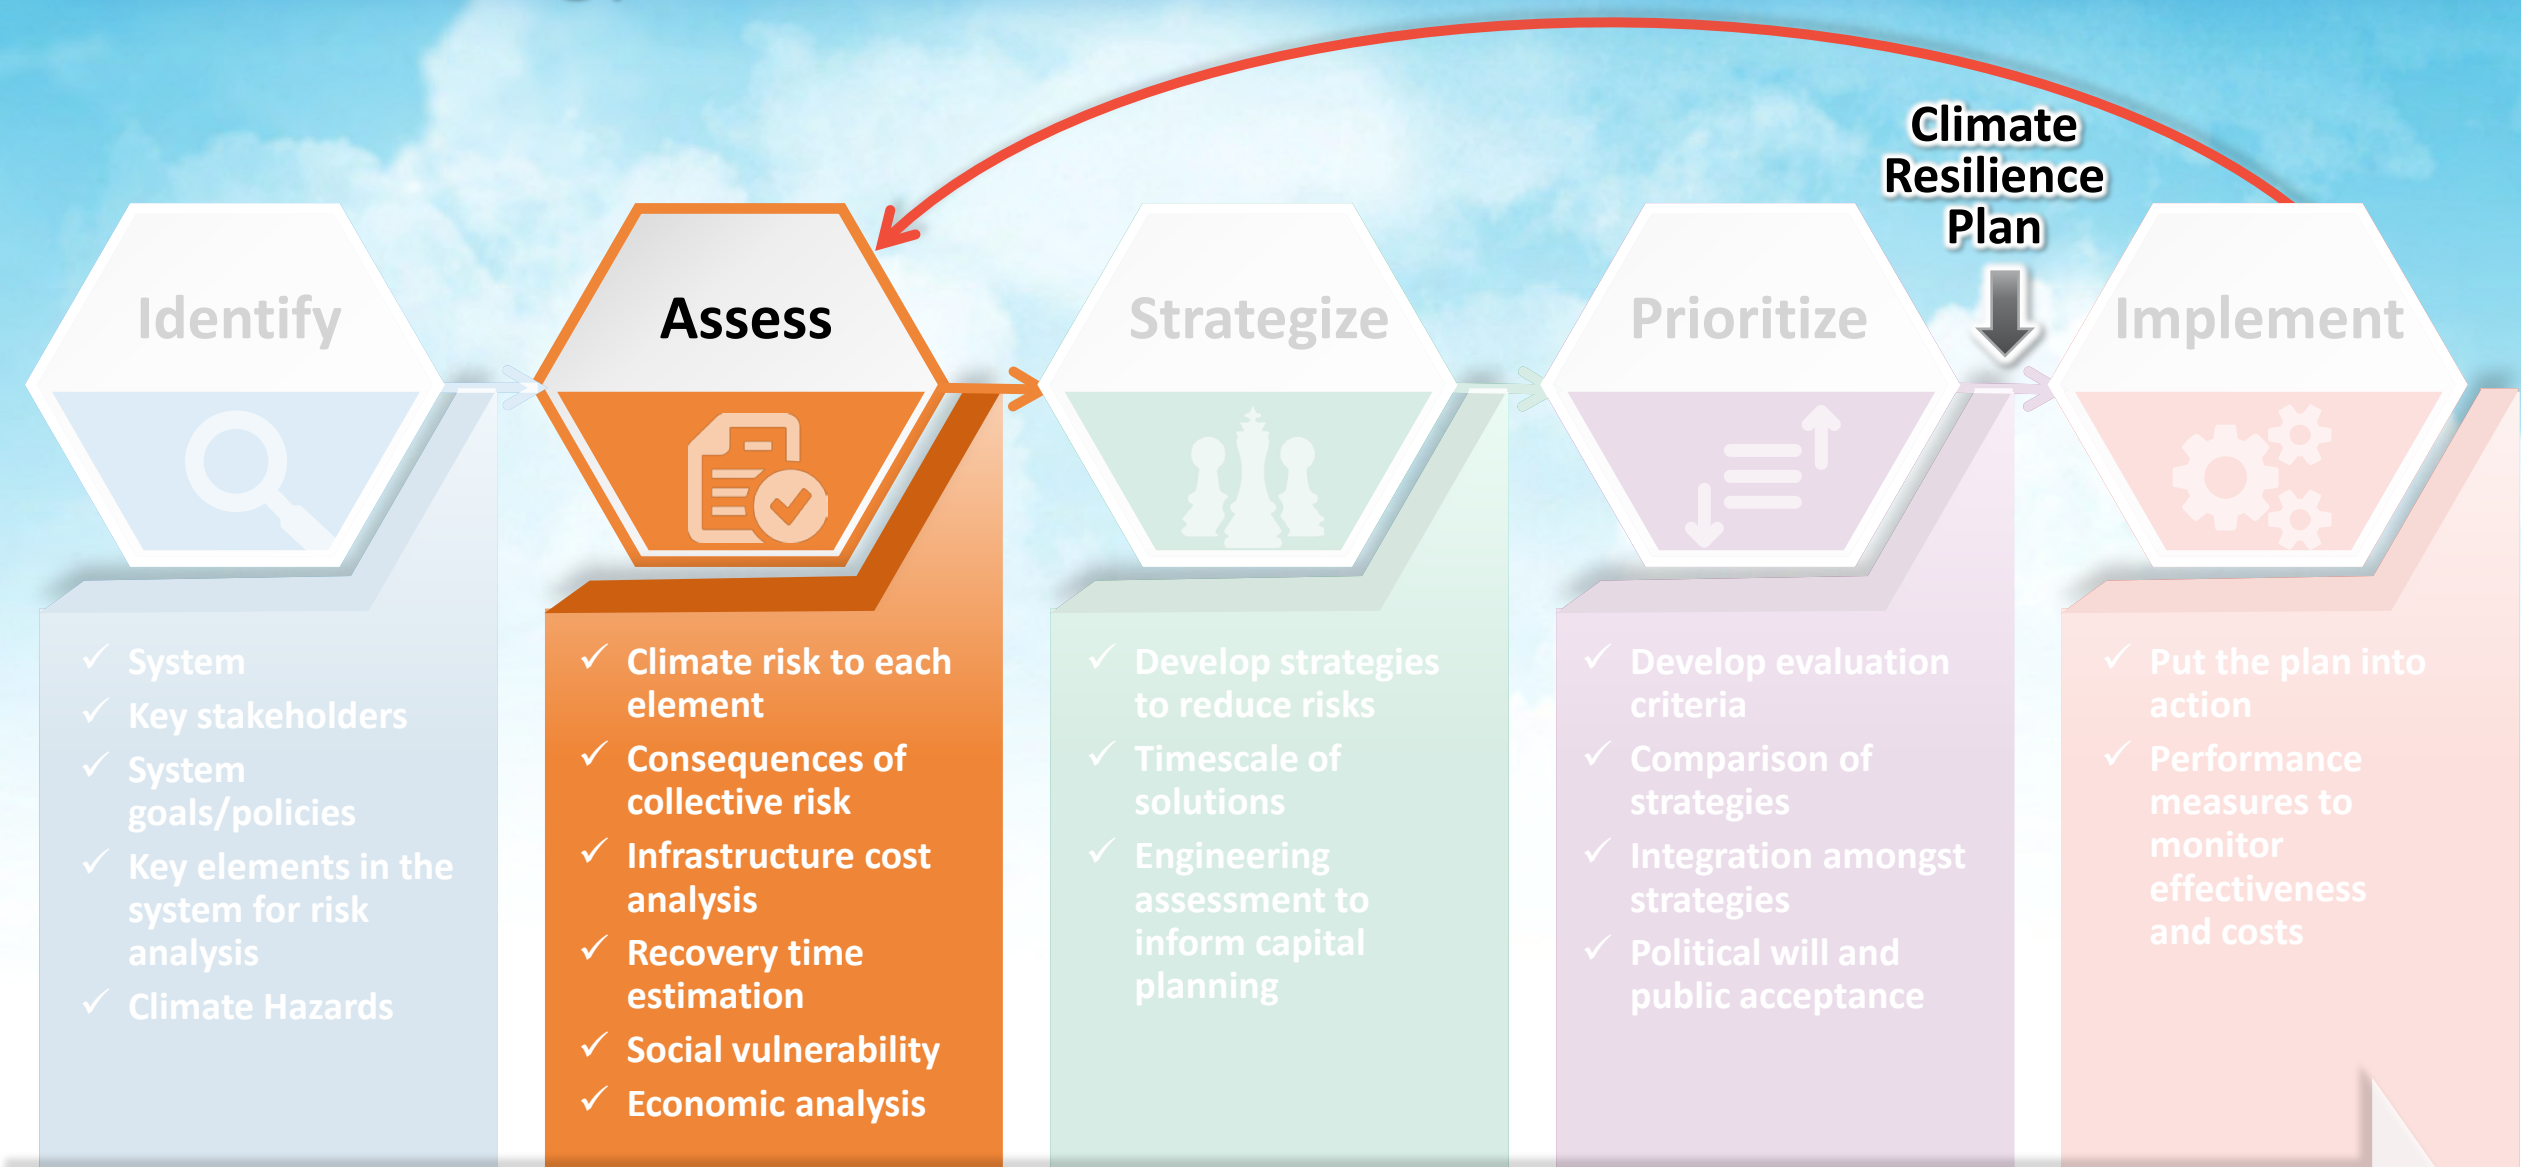 Climate
Resilience
Plan
Identify
Assess
Strategize
Prioritize
Implement
✓ System
✓ Key stakeholders
✓ System
goals/policies
✓ Key elements in the
system for risk
analysis
✓ Climate Hazards
✓ Climate risk to each
element
✓ Consequences of
collective risk
✓ Infrastructure cost
analysis
✓ Recovery time
estimation
✓ Social vulnerability
✓ Economic analysis
✓ Develop strategies
to reduce risks
✓ Timescale of
solutions
✓ Engineering
assessment to
inform capital
planning
✓ Develop evaluation
criteria
✓ Comparison of
strategies
✓ Integration amongst
strategies
✓ Political will and
public acceptance
✓ Put the plan into
action
✓ Performance
measures to
monitor
effectiveness
and costs